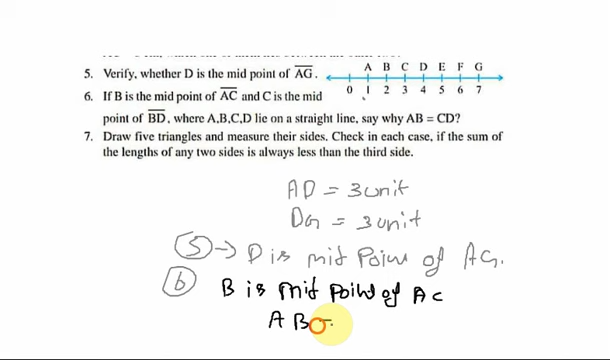 5. Verify, whether D is the mid point of AG.
A B C D E F G
0 1 2 3 4 5 6 7
6. If B is the mid point of AC and C is the mid
point of BD, where A,B,C,D lie on a straight line, say why AB = CD?
7. Draw five triangles and measure their sides. Check in each case, if the sum of
the lengths of any two sides is always less than the third side.
AD = 3 unit
DG = 3 unit
5 → D is mid Point of AG.
6 B is mid point of AC
AB =